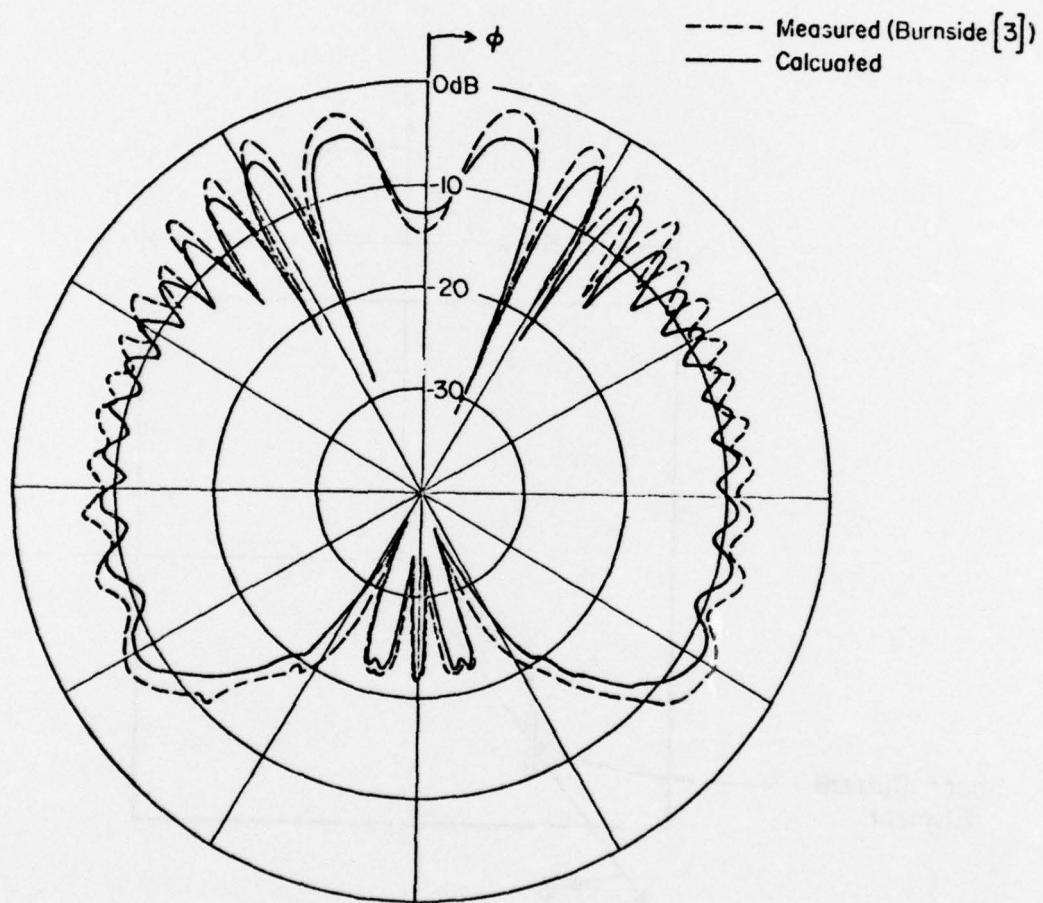 → ϕ
--- Measured (Burnside [3])
— Calcuated
0dB
-10
-20
-30